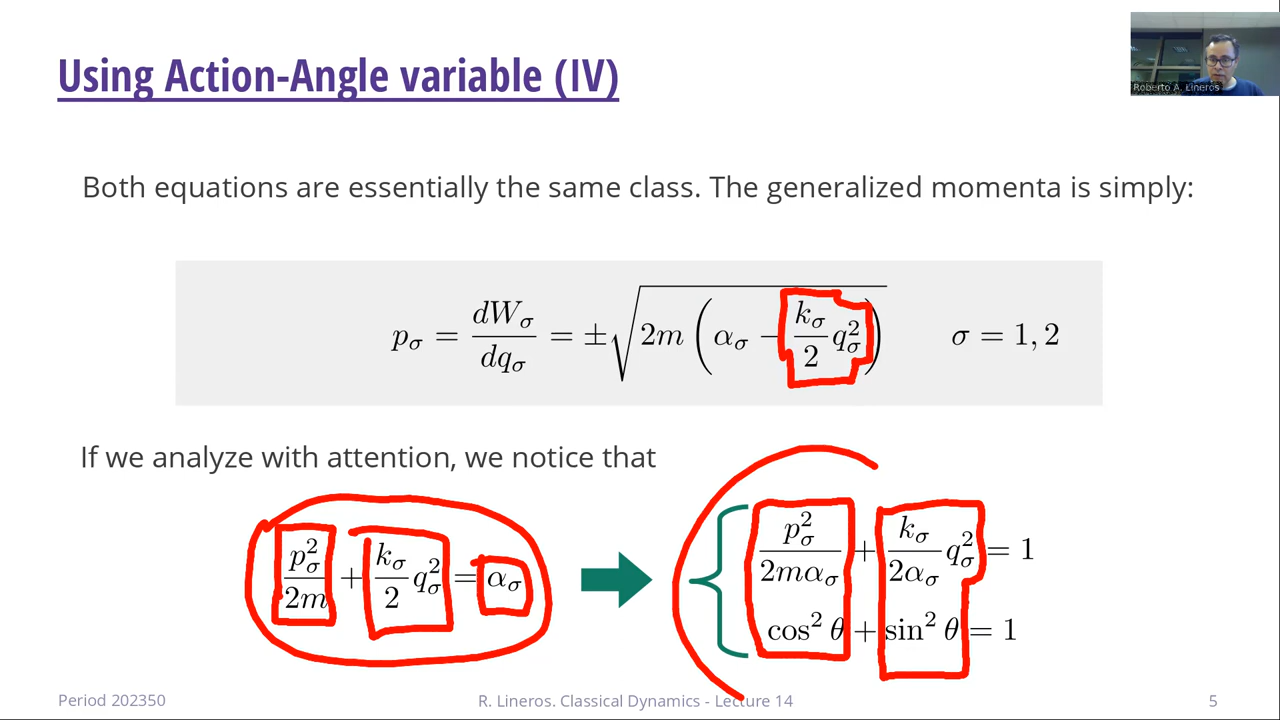 Using Action-Angle variable (IV)
Roberto A. Lineros
Both equations are essentially the same class. The generalized momenta is simply:
p_σ = dW_σ/dq_σ = ±√(2m (α_σ − k_σ/2 q_σ²)) σ = 1, 2
If we analyze with attention, we notice that
p_σ²/2m + k_σ/2 q_σ² = α_σ
p_σ²/2mα_σ + k_σ/2α_σ q_σ² = 1
cos² θ + sin² θ = 1
Period 202350
R. Lineros. Classical Dynamics - Lecture 14
5